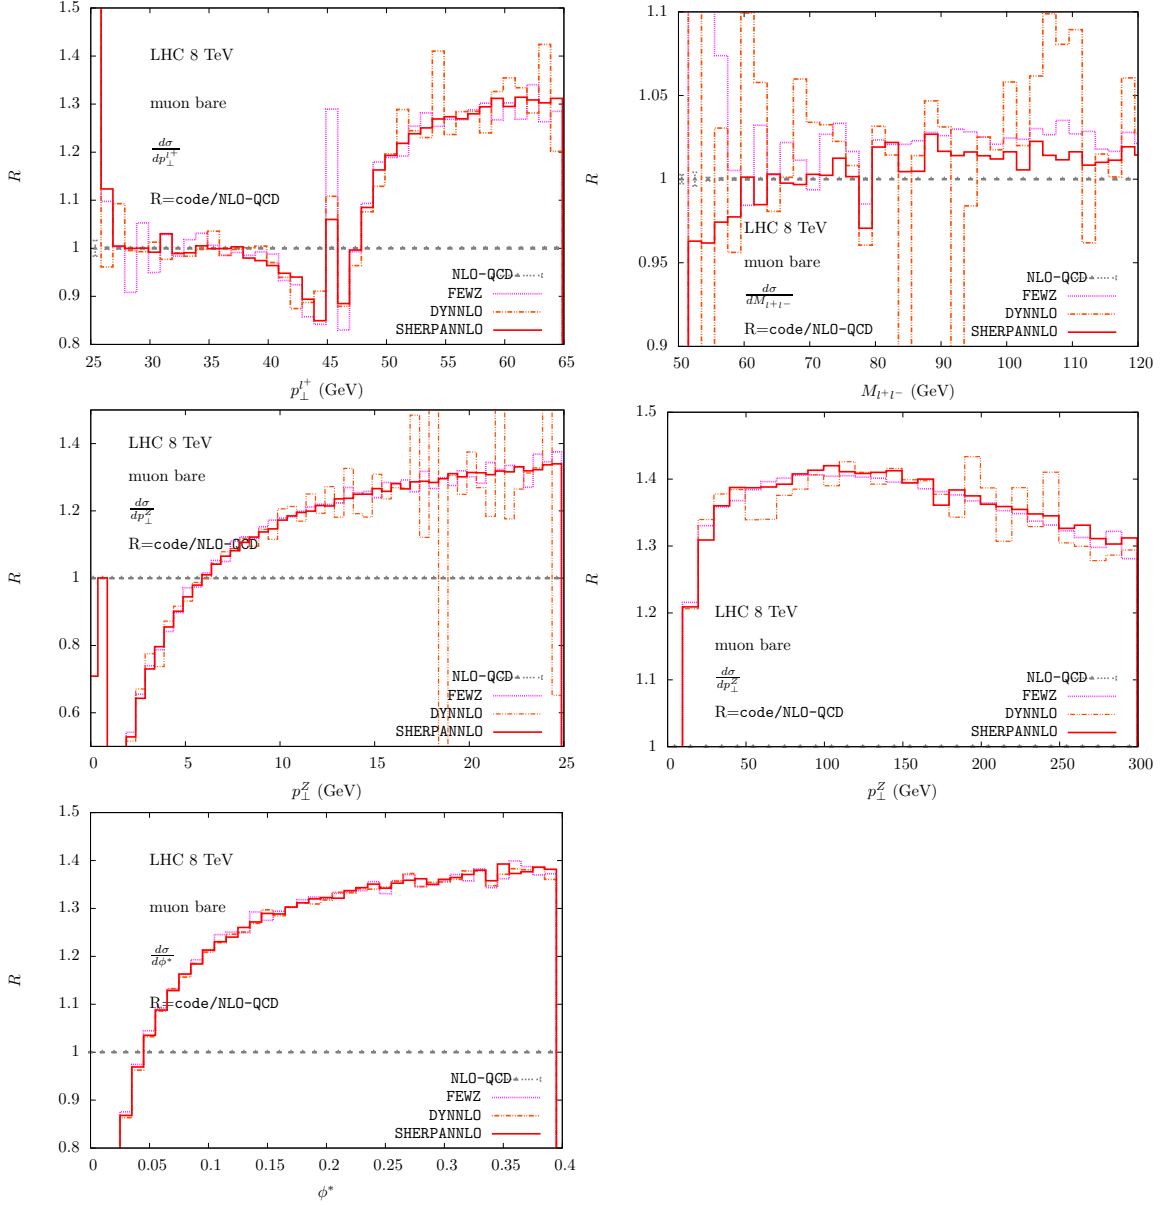 1.5
1.4
1.3
1.2
1.1
1
0.9
0.8
R
LHC 8 TeV
muon bare
dσ
dp⊥^{l+}
R=code/NLO-QCD
NLO-QCD
FEWZ
DYNNLO
SHERPANNLO
25 30 35 40 45 50 55 60 65
p⊥^{l+} (GeV)
1.1
1.05
1
0.95
0.9
R
LHC 8 TeV
muon bare
dσ
dM_{l+l−}
R=code/NLO-QCD
NLO-QCD
FEWZ
DYNNLO
SHERPANNLO
50 60 70 80 90 100 110 120
M_{l+l−} (GeV)
1.4
1.2
1
0.8
0.6
R
LHC 8 TeV
muon bare
dσ
dp⊥^Z
R=code/NLO-QCD
NLO-QCD
FEWZ
DYNNLO
SHERPANNLO
0 5 10 15 20 25
p⊥^Z (GeV)
1.5
1.4
1.3
1.2
1.1
1
R
LHC 8 TeV
muon bare
dσ
dp⊥^Z
R=code/NLO-QCD
NLO-QCD
FEWZ
DYNNLO
SHERPANNLO
0 50 100 150 200 250 300
p⊥^Z (GeV)
1.5
1.4
1.3
1.2
1.1
1
0.9
0.8
R
LHC 8 TeV
muon bare
dσ
dϕ*
R=code/NLO-QCD
NLO-QCD
FEWZ
DYNNLO
SHERPANNLO
0 0.05 0.1 0.15 0.2 0.25 0.3 0.35 0.4
ϕ*